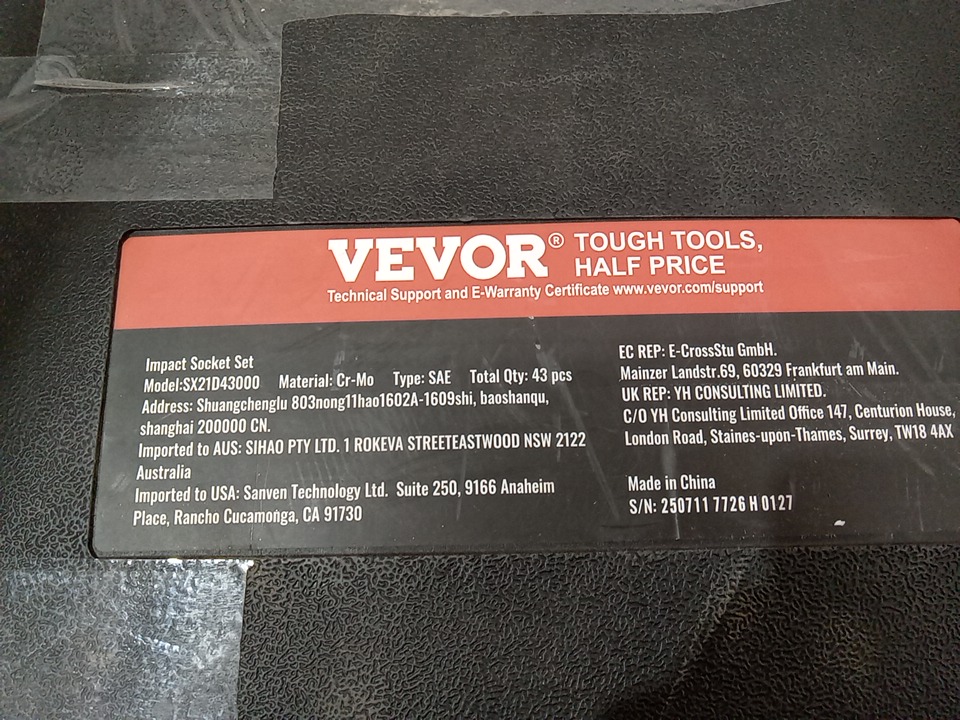 VEVOR® TOUGH TOOLS,
HALF PRICE
Technical Support and E-Warranty Certificate www.vevor.com/support
Impact Socket Set
Model:SX21D43000 Material: Cr-Mo Type: SAE Total Qty: 43 pcs
Address: Shuangchenglu 803nong11hao1602A-1609shi, baoshanqu,
shanghai 200000 CN.
Imported to AUS: SIHAO PTY LTD. 1 ROKEVA STREETEASTWOOD NSW 2122
Australia
Imported to USA: Sanven Technology Ltd. Suite 250, 9166 Anaheim
Place, Rancho Cucamonga, CA 91730
EC REP: E-CrossStu GmbH.
Mainzer Landstr.69, 60329 Frankfurt am Main.
UK REP: YH CONSULTING LIMITED.
C/O YH Consulting Limited Office 147, Centurion House,
London Road, Staines-upon-Thames, Surrey, TW18 4AX
Made in China
S/N: 250711 7726 H 0127